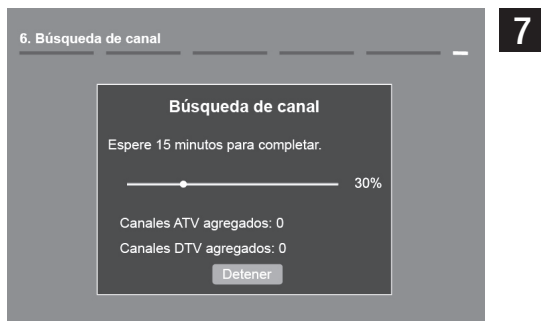 6. Búsqueda de canal
7
Búsqueda de canal
Espere 15 minutos para completar.
30%
Canales ATV agregados: 0
Canales DTV agregados: 0
Detener